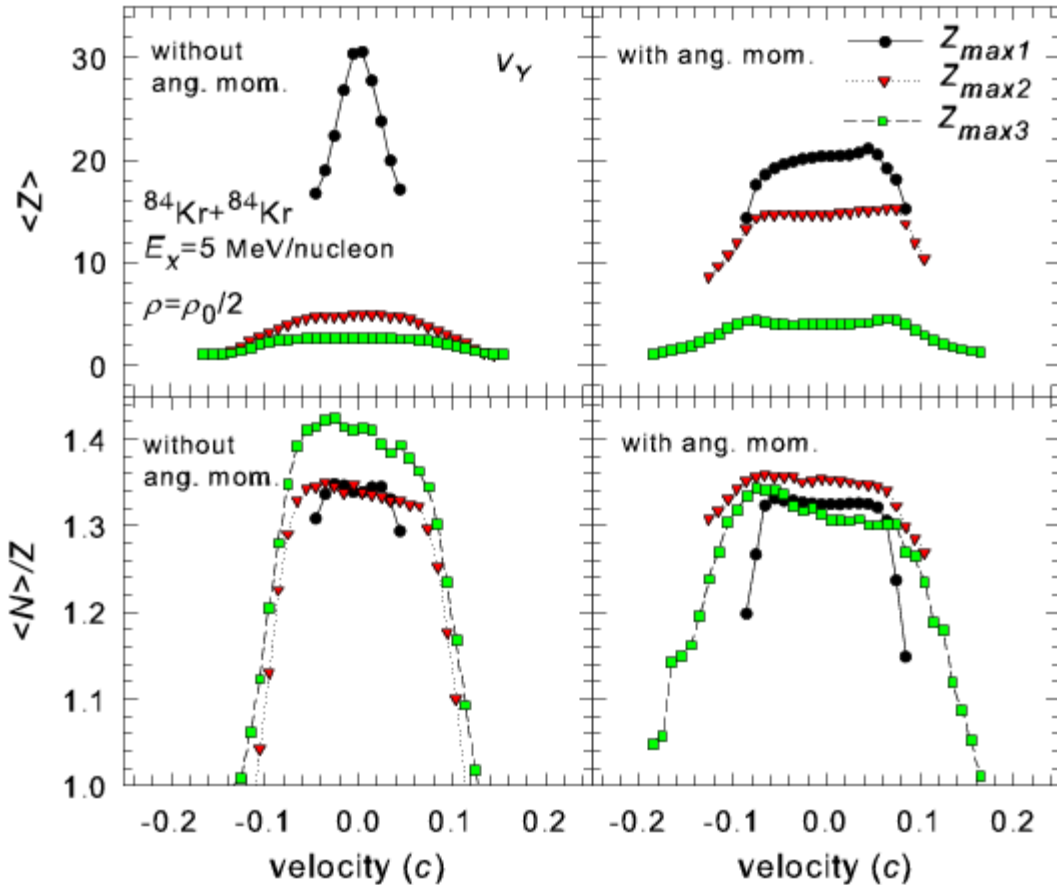 without
ang. mom.
V_Y
with ang. mom.
Z_max1
Z_max2
Z_max3
30
20
10
0
<Z>
⁸⁴Kr+⁸⁴Kr
E_x=5 MeV/nucleon
ρ=ρ₀/2
without
ang. mom.
with ang. mom.
1.4
1.3
1.2
1.1
1.0
<N>/Z
-0.2 -0.1 0.0 0.1 0.2
-0.2 -0.1 0.0 0.1 0.2
velocity (c)
velocity (c)